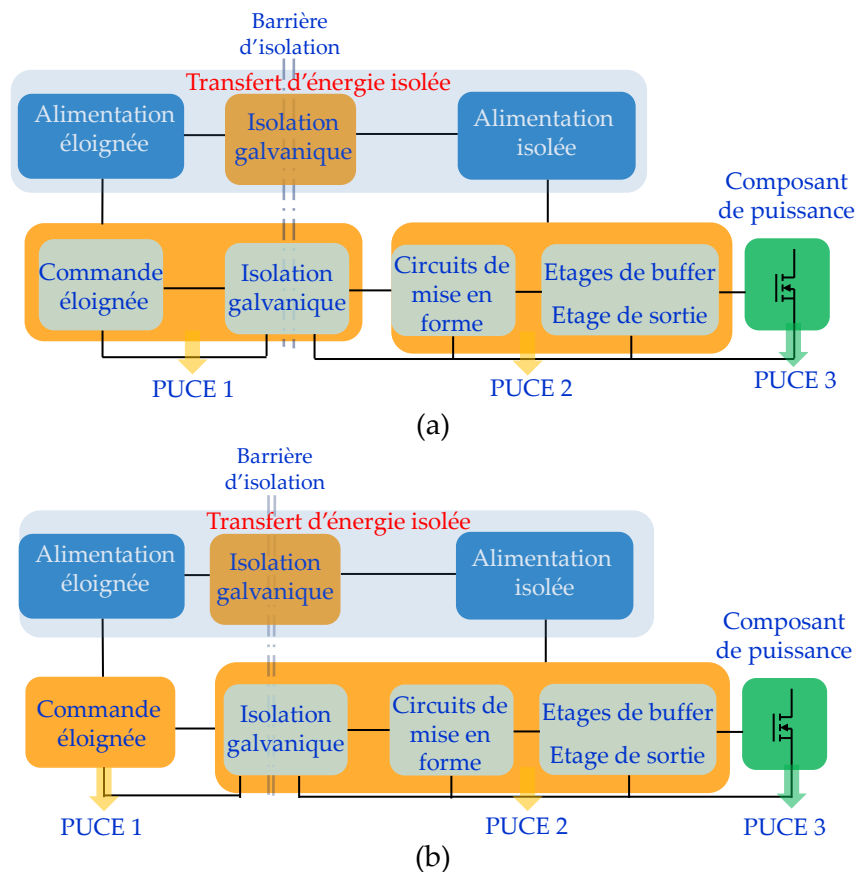 Barrière
d'isolation
Transfert d'énergie isolée
Alimentation
éloignée
Isolation
galvanique
Alimentation
isolée
Composant
de puissance
Commande
éloignée
Isolation
galvanique
Circuits de
mise en
forme
Etages de buffer
Etage de sortie
PUCE 1
PUCE 2
PUCE 3
(a)
Barrière
d'isolation
Transfert d'énergie isolée
Alimentation
éloignée
Isolation
galvanique
Alimentation
isolée
Composant
de puissance
Commande
éloignée
Isolation
galvanique
Circuits de
mise en
forme
Etages de buffer
Etage de sortie
PUCE 1
PUCE 2
PUCE 3
(b)